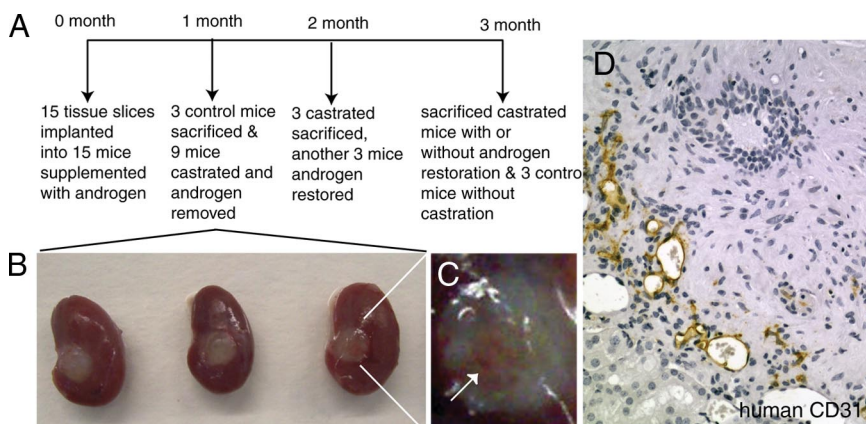 A
0 month
1 month
2 month
3 month
15 tissue slices
implanted
into 15 mice
supplemented
with androgen
3 control mice
sacrificed &
9 mice
castrated and
androgen
removed
3 castrated
sacrificed,
another 3 mice
androgen
restored
sacrificed castrated
mice with or
without androgen
restoration & 3 contro
mice without
castration
B
C
D
human CD31